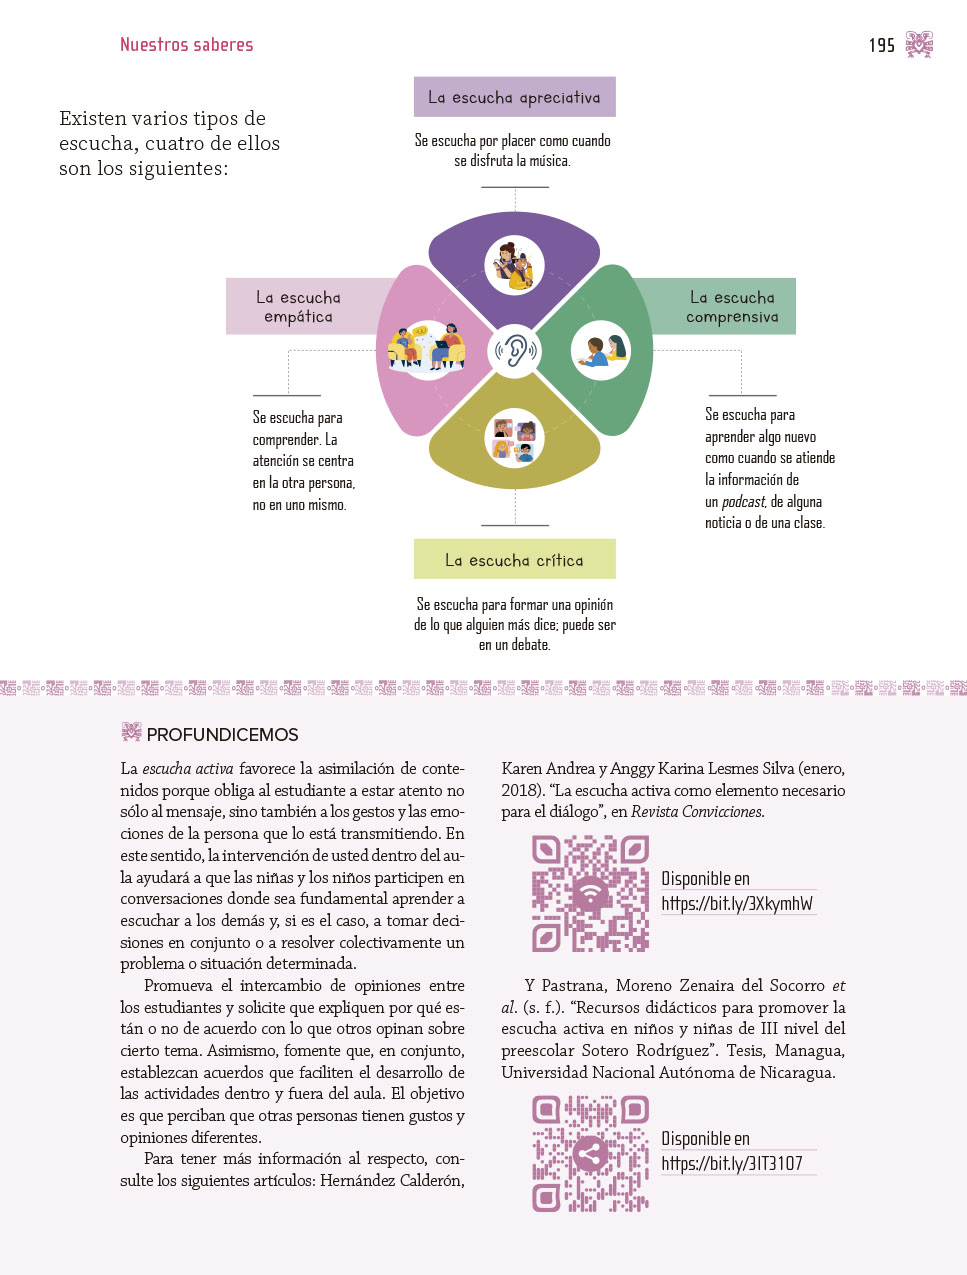 Nuestros saberes
195
Existen varios tipos de
escucha, cuatro de ellos
son los siguientes:
La escucha apreciativa
Se escucha por placer como cuando
se disfruta la música.
La escucha
empática
Se escucha para
comprender. La
atención se centra
en la otra persona,
no en uno mismo.
La escucha
comprensiva
Se escucha para
aprender algo nuevo
como cuando se atiende
la información de
un podcast, de alguna
noticia o de una clase.
La escucha crítica
Se escucha para formar una opinión
de lo que alguien más dice; puede ser
en un debate.
PROFUNDICEMOS
La escucha activa favorece la asimilación de conte-
nidos porque obliga al estudiante a estar atento no
sólo al mensaje, sino también a los gestos y las emo-
ciones de la persona que lo está transmitiendo. En
este sentido, la intervención de usted dentro del au-
la ayudará a que las niñas y los niños participen en
conversaciones donde sea fundamental aprender a
escuchar a los demás y, si es el caso, a tomar deci-
siones en conjunto o a resolver colectivamente un
problema o situación determinada.
Promueva el intercambio de opiniones entre
los estudiantes y solicite que expliquen por qué es-
tán o no de acuerdo con lo que otros opinan sobre
cierto tema. Asimismo, fomente que, en conjunto,
establezcan acuerdos que faciliten el desarrollo de
las actividades dentro y fuera del aula. El objetivo
es que perciban que otras personas tienen gustos y
opiniones diferentes.
Para tener más información al respecto, con-
sulte los siguientes artículos: Hernández Calderón,
Karen Andrea y Anggy Karina Lesmes Silva (enero,
2018). “La escucha activa como elemento necesario
para el diálogo”, en Revista Convicciones.
Disponible en
https://bit.ly/3XkymhW
Y Pastrana, Moreno Zenaira del Socorro et
al. (s. f.). “Recursos didácticos para promover la
escucha activa en niños y niñas de III nivel del
preescolar Sotero Rodríguez”. Tesis, Managua,
Universidad Nacional Autónoma de Nicaragua.
Disponible en
https://bit.ly/3IT31O7